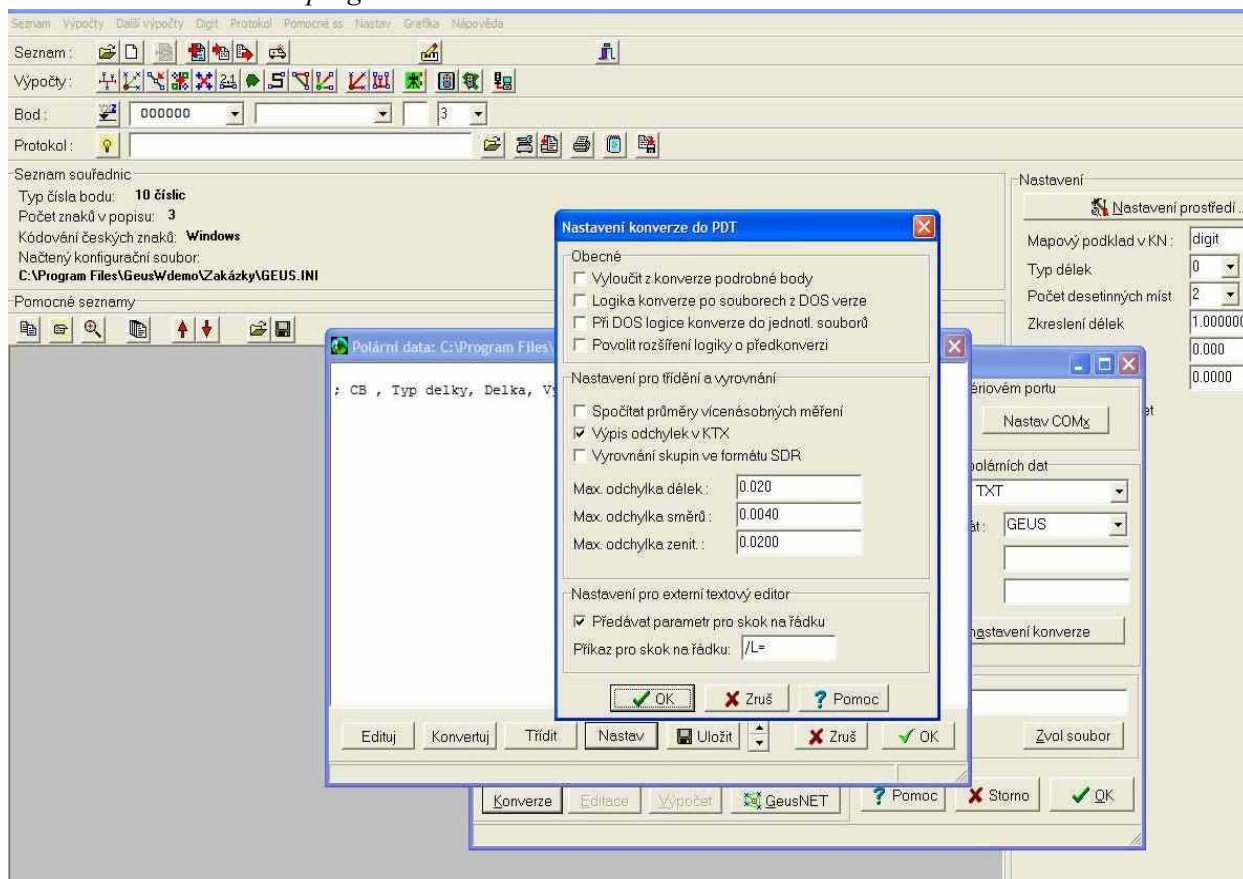 Seznam Výpočty Další výpočty Digit Protokol Pomocné ss Nastav Grafika Nápověda
Seznam :
Výpočty :
Bod : 000000 3
Protokol :
Seznam souřadnic
Typ čísla bodu: 10 číslic
Počet znaků v popisu: 3
Kódování českých znaků: Windows
Načtený konfigurační soubor:
C:\Program Files\GeusWdemo\Zakázky\GEUS.INI
Pomocné seznamy
Nastavení
Nastavení prostředí ..
Mapový podklad v KN : digit
Typ délek 0
Počet desetinných míst 2
Zkreslení délek 1.000000
0.000
0.0000
Polární data: C:\Program Files\
; CB , Typ delky, Delka,
Edituj Konvertuj Třídit Nastav Uložit Zruš OK
Nastavení konverze do PDT
Obecné
Vyloučit z konverze podrobné body
Logika konverze po souborech z DOS verze
Při DOS logice konverze do jednotl. souborů
Povolit rozšíření logiky o předkonverzi
Nastavení pro třídění a vyrovnání
Spočítat průměry vícenásobných měření
Výpis odchylek v KTX
Vyrovnání skupin ve formátu SDR
Max. odchylka délek : 0.020
Max. odchylka směrů : 0.0040
Max. odchylka zenit. : 0.0200
Nastavení pro externí textový editor
Předávat parametr pro skok na řádku
Příkaz pro skok na řádku: /L=
OK Zruš Pomoc
ériovém portu
Nastav COMx
polárních dat
TXT
át : GEUS
nastavení konverze
Zvol soubor
Konverze Editace Výpočet GeusNET Pomoc Storno OK